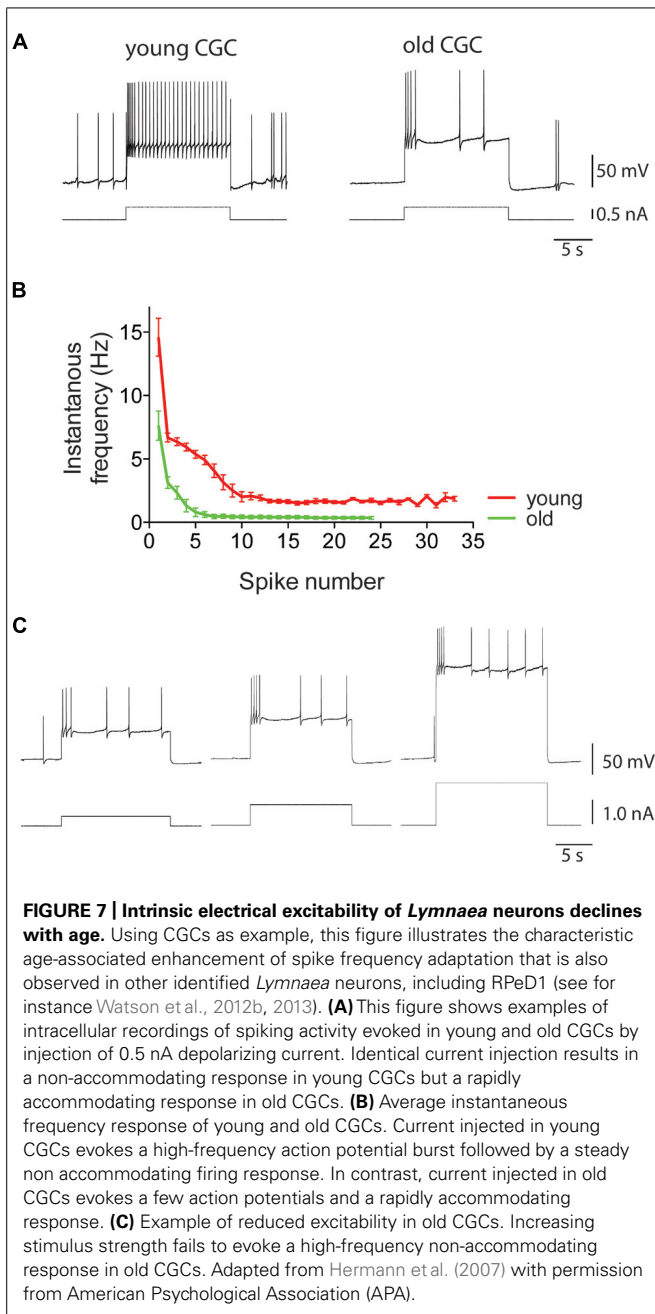 A
young CGC
old CGC
50 mV
0.5 nA
5 s
B
Instantanous
frequency (Hz)
15
10
5
0
0 5 10 15 20 25 30 35
young
old
Spike number
C
50 mV
1.0 nA
5 s
FIGURE 7 | Intrinsic electrical excitability of Lymnaea neurons declines
with age. Using CGCs as example, this figure illustrates the characteristic
age-associated enhancement of spike frequency adaptation that is also
observed in other identified Lymnaea neurons, including RPeD1 (see for
instance Watson et al., 2012b, 2013). (A) This figure shows examples of
intracellular recordings of spiking activity evoked in young and old CGCs by
injection of 0.5 nA depolarizing current. Identical current injection results in
a non-accommodating response in young CGCs but a rapidly
accommodating response in old CGCs. (B) Average instantaneous
frequency response of young and old CGCs. Current injected in young
CGCs evokes a high-frequency action potential burst followed by a steady
non accommodating firing response. In contrast, current injected in old
CGCs evokes a few action potentials and a rapidly accommodating
response. (C) Example of reduced excitability in old CGCs. Increasing
stimulus strength fails to evoke a high-frequency non-accommodating
response in old CGCs. Adapted from Hermann et al. (2007) with permission
from American Psychological Association (APA).